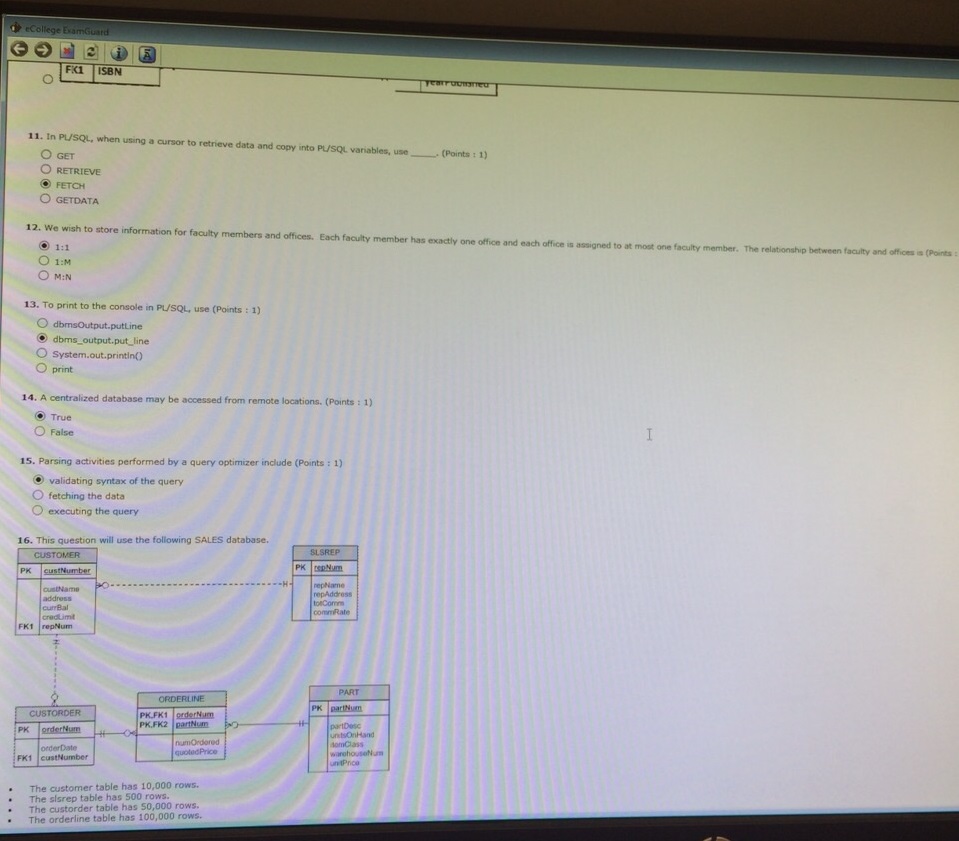 eCollege ExamGuard
FK1 ISBN
YearPublished
11. In PL/SQL, when using a cursor to retrieve data and copy into PL/SQL variables, use _____. (Points : 1)
GET
RETRIEVE
FETCH
GETDATA
12. We wish to store information for faculty members and offices. Each faculty member has exactly one office and each office is assigned to at most one faculty member. The relationship between faculty and offices is (Points :
1:1
1:M
M:N
13. To print to the console in PL/SQL, use (Points : 1)
dbmsOutput.putLine
dbms_output.put_line
System.out.println()
print
14. A centralized database may be accessed from remote locations. (Points : 1)
True
False
15. Parsing activities performed by a query optimizer include (Points : 1)
validating syntax of the query
fetching the data
executing the query
16. This question will use the following SALES database.
CUSTOMER
PK custNumber
custName
address
currBal
credLimit
FK1 repNum
SLSREP
PK repNum
repName
repAddress
totComm
commRate
CUSTORDER
PK orderNum
orderDate
FK1 custNumber
ORDERLINE
PK,FK1 orderNum
PK,FK2 partNum
numOrdered
quotedPrice
PART
PK partNum
partDesc
unitsOnHand
itemClass
warehouseNum
unitPrice
• The customer table has 10,000 rows.
• The slsrep table has 500 rows.
• The custorder table has 50,000 rows.
• The orderline table has 100,000 rows.